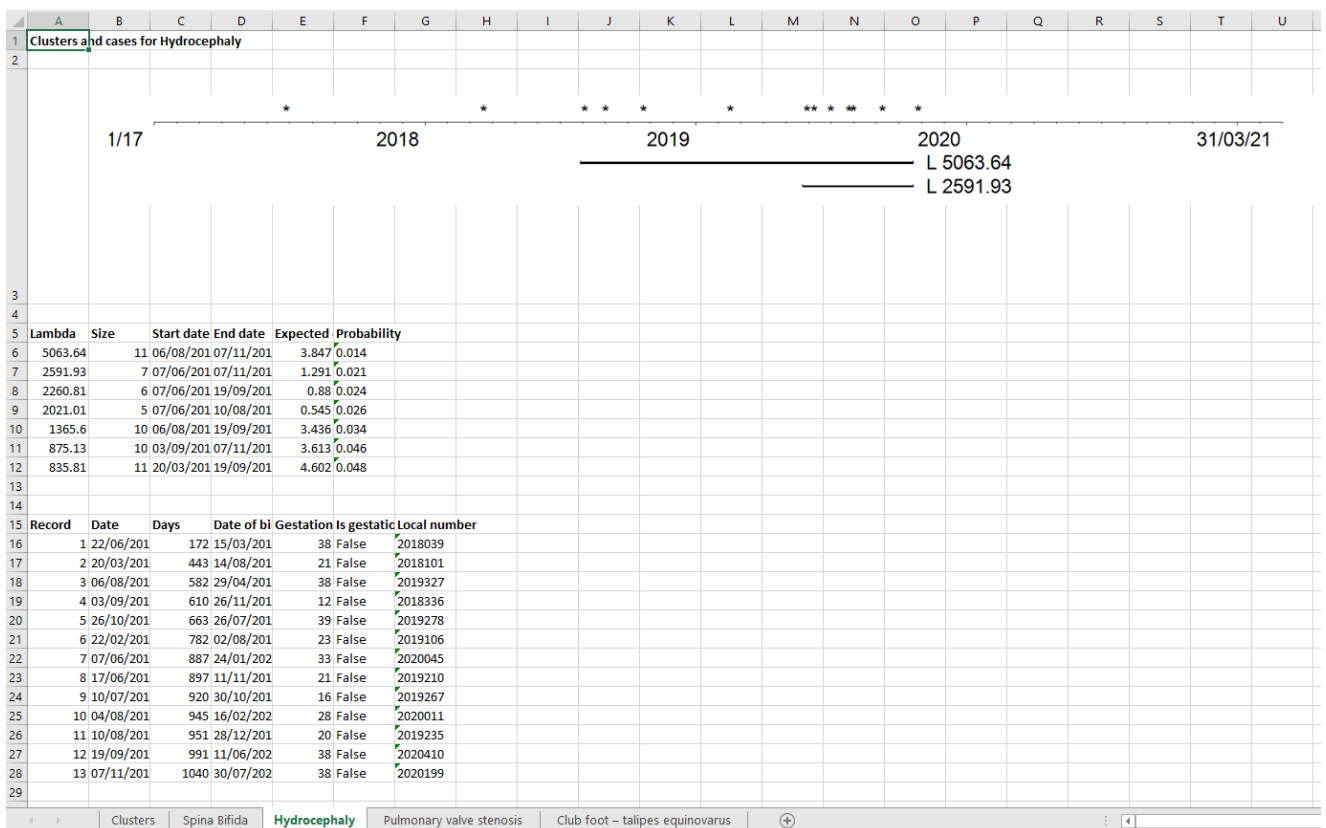 A B C D E F G H I J K L M N O P Q R S T U
1 Clusters and cases for Hydrocephaly
2
* * * * * * ** * ** * *
1/17 2018 2019 2020 31/03/21
L 5063.64
L 2591.93
3
4
5 Lambda Size Start date End date Expected Probability
6 5063.64 11 06/08/201 07/11/201 3.847 0.014
7 2591.93 7 07/06/201 07/11/201 1.291 0.021
8 2260.81 6 07/06/201 19/09/201 0.88 0.024
9 2021.01 5 07/06/201 10/08/201 0.545 0.026
10 1365.6 10 06/08/201 19/09/201 3.436 0.034
11 875.13 10 03/09/201 07/11/201 3.613 0.046
12 835.81 11 20/03/201 19/09/201 4.602 0.048
13
14
15 Record Date Days Date of bi Gestation Is gestatic Local number
16 1 22/06/201 172 15/03/201 38 False 2018039
17 2 20/03/201 443 14/08/201 21 False 2018101
18 3 06/08/201 582 29/04/201 38 False 2019327
19 4 03/09/201 610 26/11/201 12 False 2018336
20 5 26/10/201 663 26/07/201 39 False 2019278
21 6 22/02/201 782 02/08/201 23 False 2019106
22 7 07/06/201 887 24/01/202 33 False 2020045
23 8 17/06/201 897 11/11/201 21 False 2019210
24 9 10/07/201 920 30/10/201 16 False 2019267
25 10 04/08/201 945 16/02/202 28 False 2020011
26 11 10/08/201 951 28/12/201 20 False 2019235
27 12 19/09/201 991 11/06/202 38 False 2020410
28 13 07/11/201 1040 30/07/202 38 False 2020199
29
Clusters Spina Bifida Hydrocephaly Pulmonary valve stenosis Club foot – talipes equinovarus